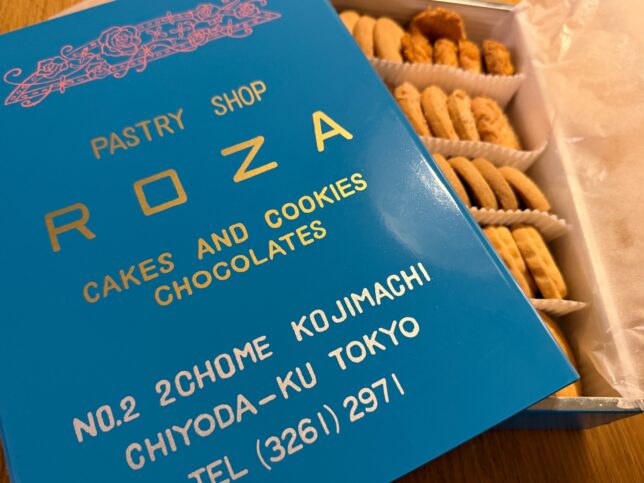 PASTRY SHOP
ROZA
CAKES AND COOKIES
CHOCOLATES
NO.2 2CHOME KOJIMACHI
CHIYODA-KU TOKYO
TEL (3261) 2971